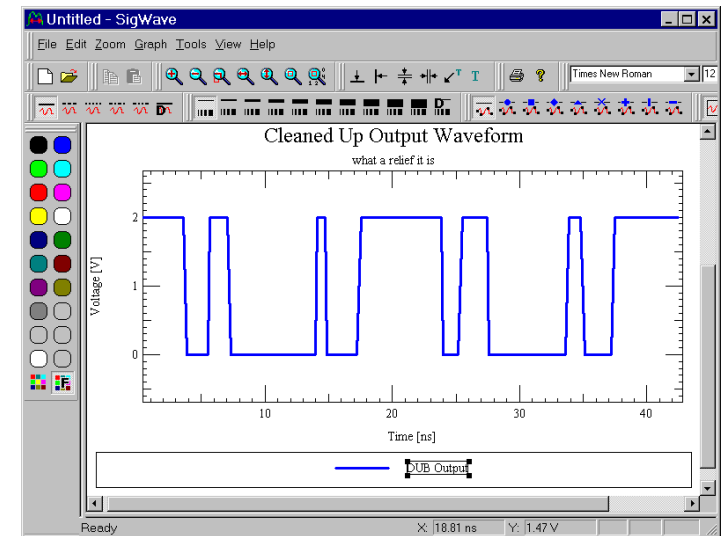 Untitled - SigWave
File Edit Zoom Graph Tools View Help
Times New Roman 12
Cleaned Up Output Waveform
what a relief it is
Voltage [V]
2
1
0
10 20 30 40
Time [ns]
DUB Output
Ready X: 18.81 ns Y: 1.47 V